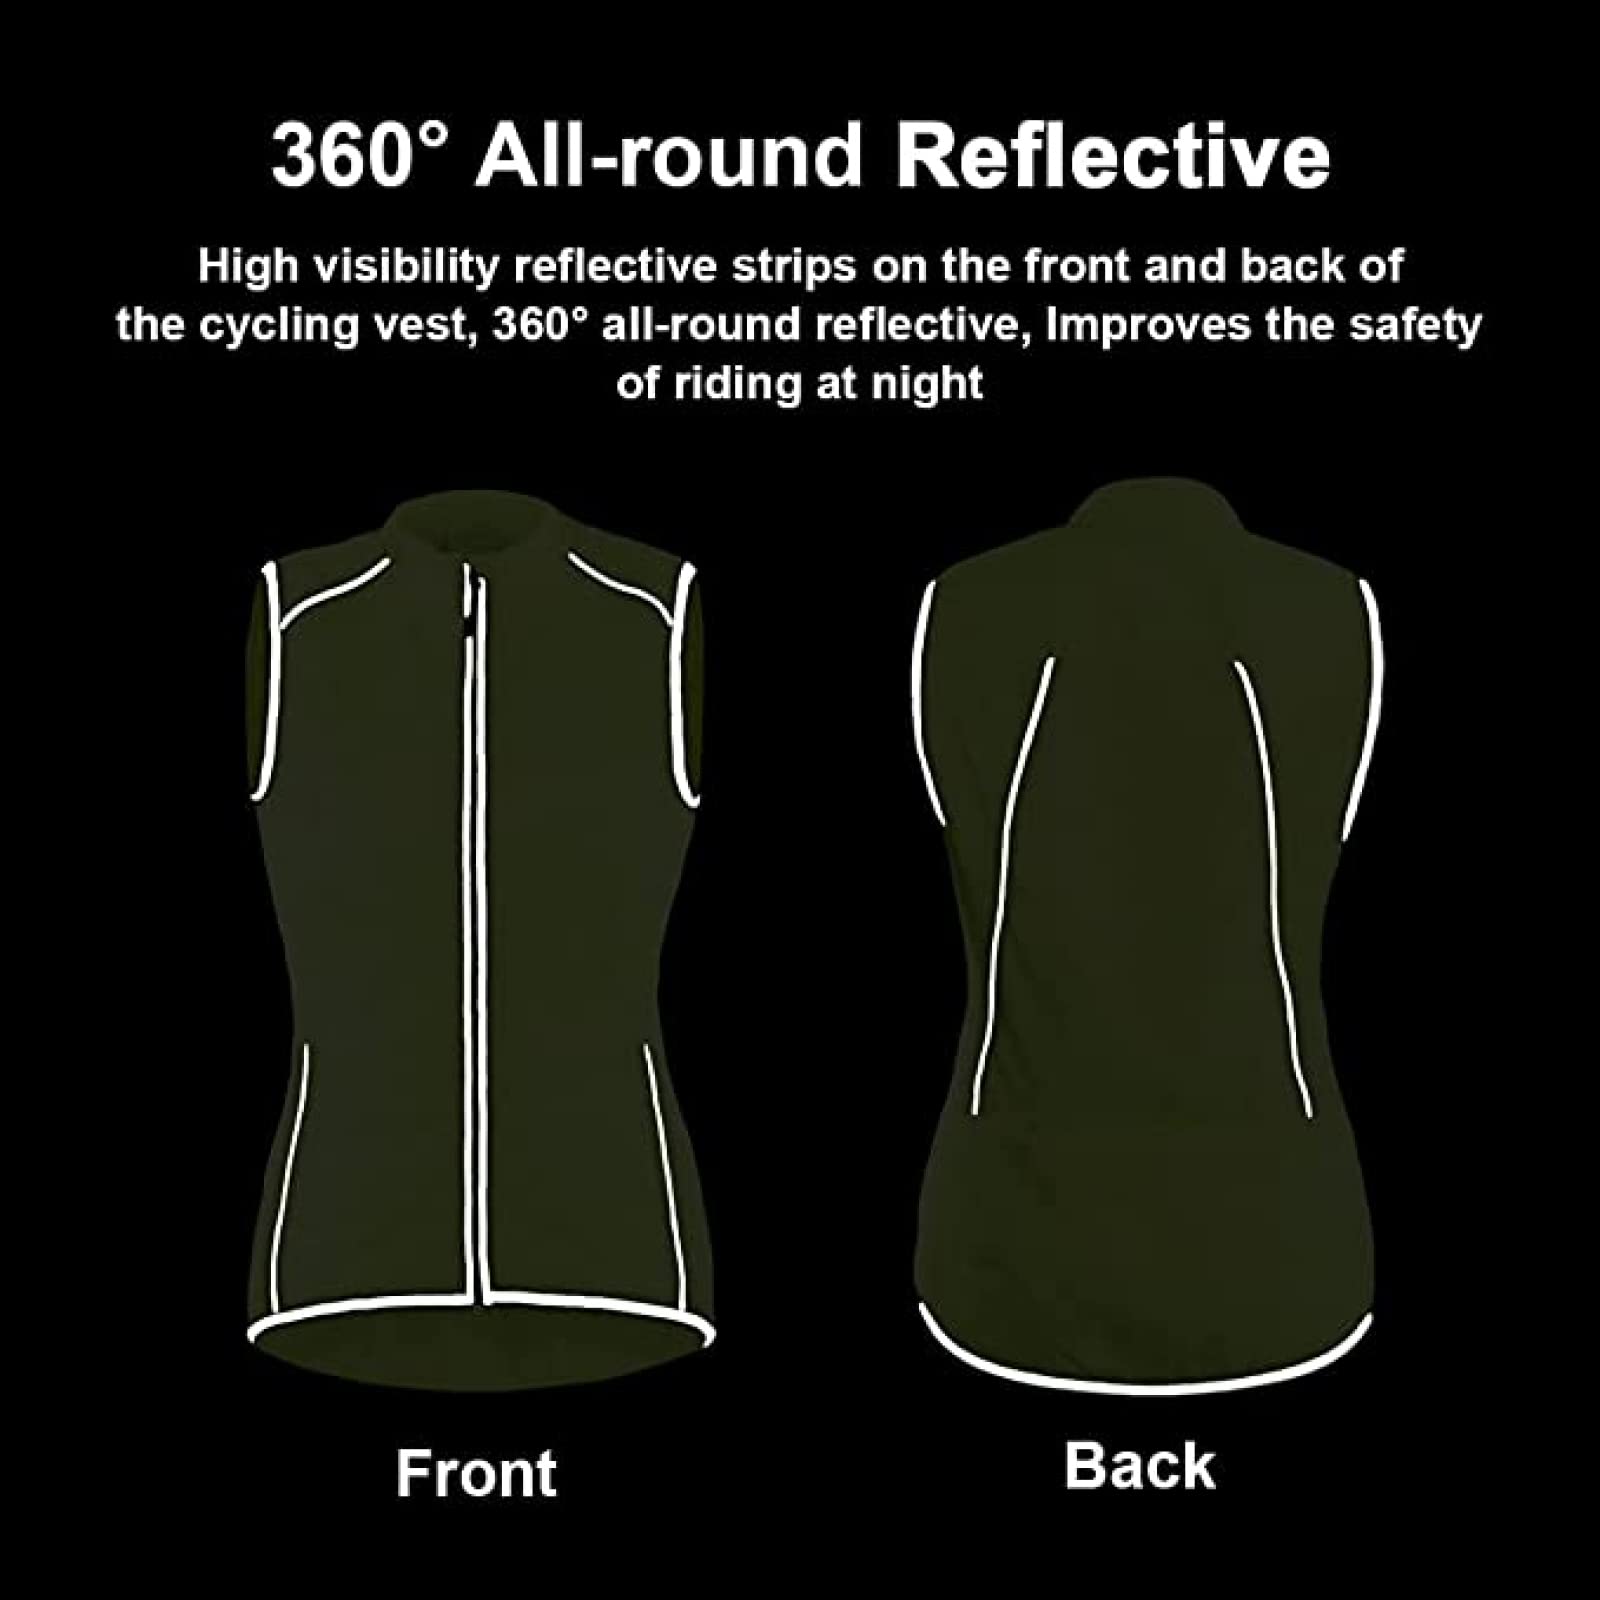 360° All-round Reflective
High visibility reflective strips on the front and back of
the cycling vest, 360° all-round reflective, Improves the safety
of riding at night
Front
Back